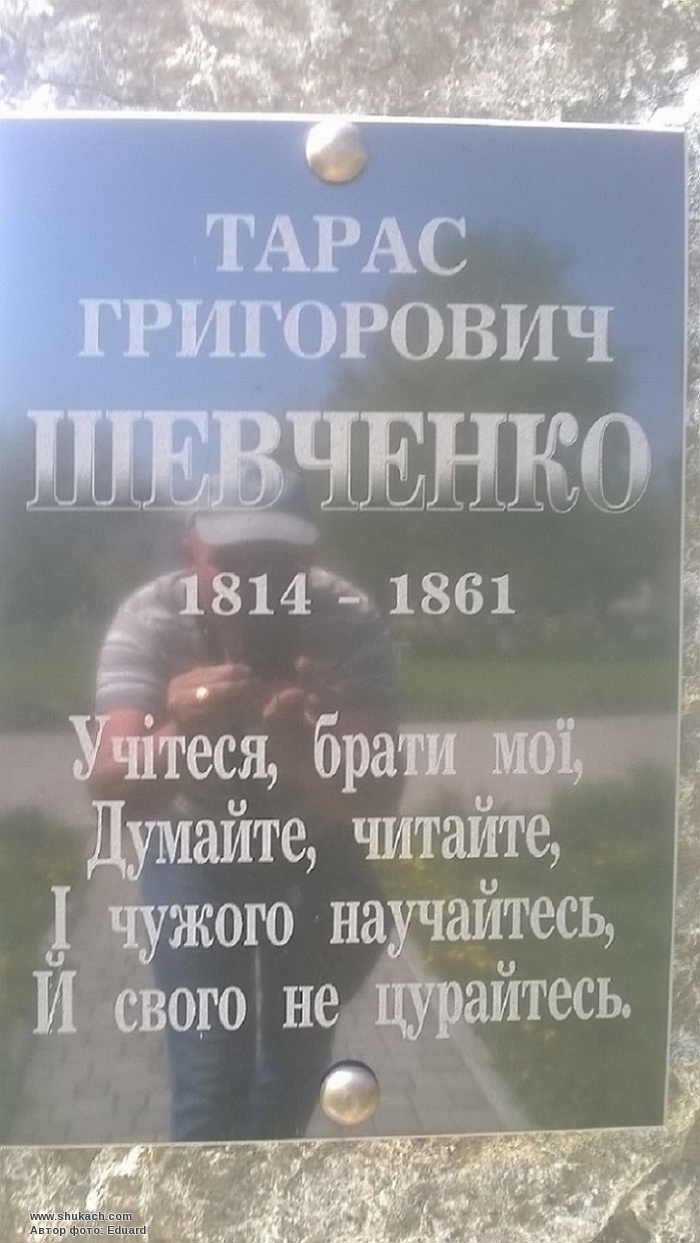 ТАРАС
ГРИГОРОВИЧ
ШЕВЧЕНКО
1814 - 1861
Учітеся, брати мої,
Думайте, читайте,
І чужого научайтесь,
Й свого не цурайтесь.
www.shukach.com
Автор фото: Eduard